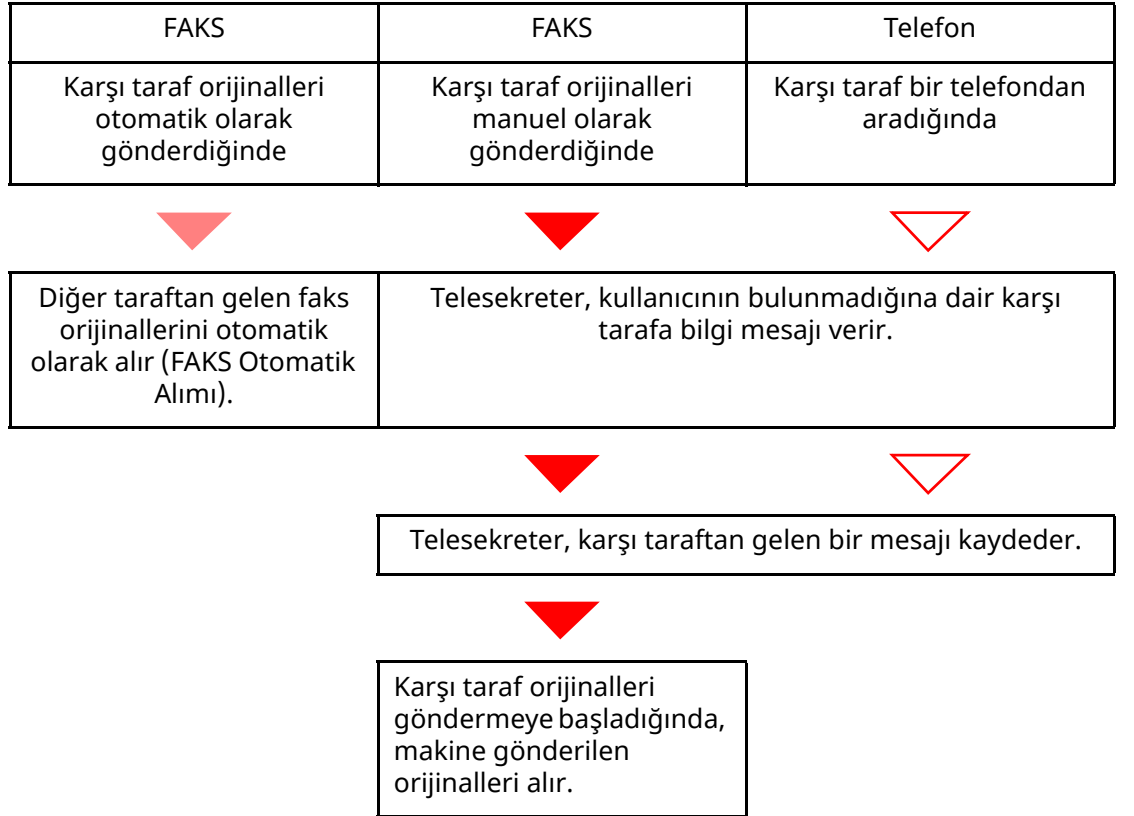 FAKS
FAKS
Telefon
Karşı taraf orijinalleri
otomatik olarak
gönderdiğinde
Karşı taraf orijinalleri
manuel olarak
gönderdiğinde
Karşı taraf bir telefondan
aradığında
Diğer taraftan gelen faks
orijinallerini otomatik
olarak alır (FAKS Otomatik
Alımı).
Telesekreter, kullanıcının bulunmadığına dair karşı
tarafa bilgi mesajı verir.
Telesekreter, karşı taraftan gelen bir mesajı kaydeder.
Karşı taraf orijinalleri
göndermeye başladığında,
makine gönderilen
orijinalleri alır.